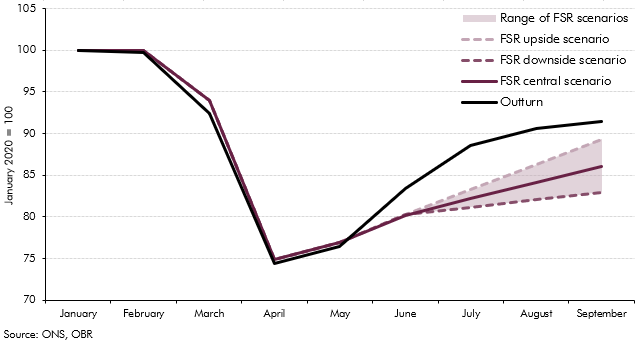 105
100
95
90
85
80
75
70
January 2020 = 100
Range of FSR scenarios
FSR upside scenario
FSR downside scenario
FSR central scenario
Outturn
January February March April May June July August September
Source: ONS, OBR